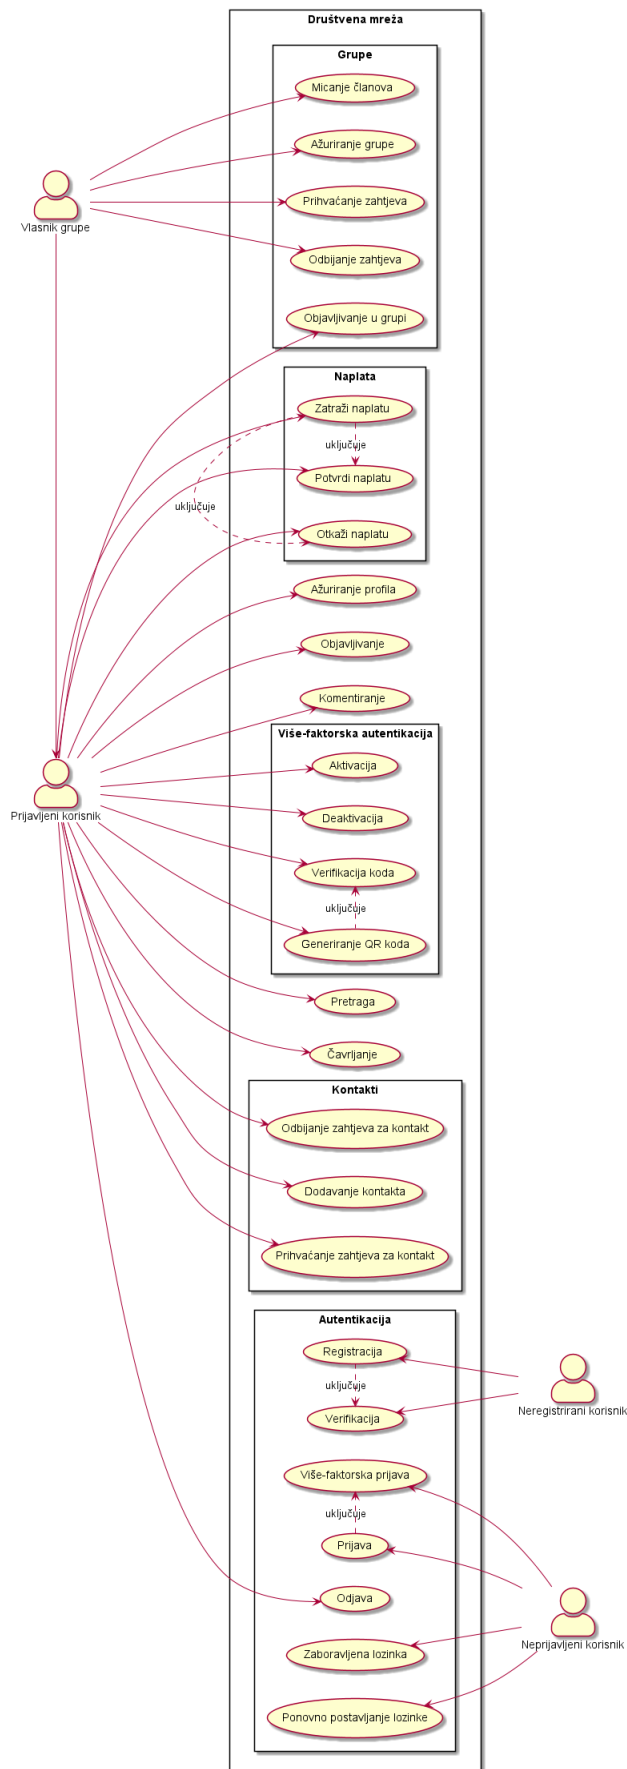 Društvena mreža
Grupe
Micanje članova
Ažuriranje grupe
Vlasnik grupe
Prihvaćanje zahtjeva
Odbijanje zahtjeva
Objavljivanje u grupi
Naplata
Zatraži naplatu
uključuje
Potvrdi naplatu
uključuje
Otkaži naplatu
Ažuriranje profila
Objavljivanje
Komentiranje
Više-faktorska autentikacija
Aktivacija
Prijavljeni korisnik
Deaktivacija
Verifikacija koda
uključuje
Generiranje QR koda
Pretraga
Čavrljanje
Kontakti
Odbijanje zahtjeva za kontakt
Dodavanje kontakta
Prihvaćanje zahtjeva za kontakt
Autentikacija
Registracija
uključuje
Verifikacija
Neregistrirani korisnik
Više-faktorska prijava
uključuje
Prijava
Odjava
Neprijavljeni korisnik
Zaboravljena lozinka
Ponovno postavljanje lozinke